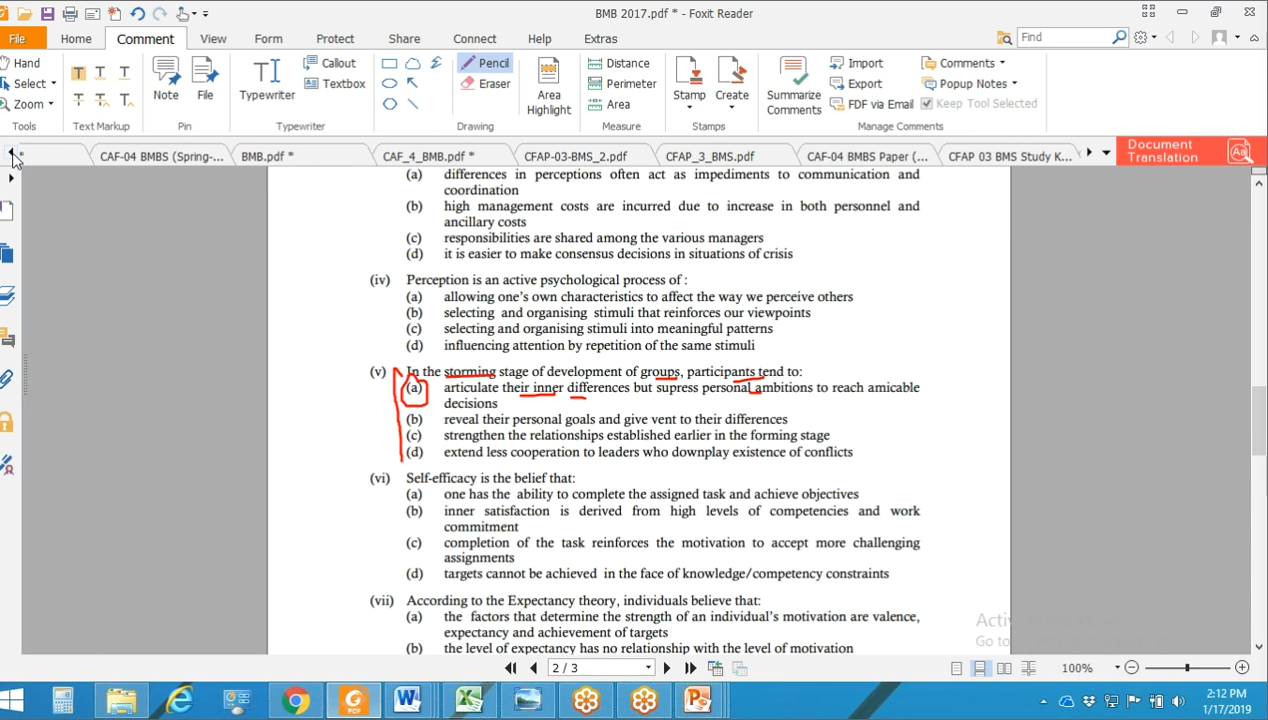 BMB 2017.pdf * - Foxit Reader
File Home Comment View Form Protect Share Connect Help Extras Find
Hand
Select
Zoom
Tools
Text Markup
Note
File
Pin
Typewriter
Callout
Textbox
Typewriter
Pencil
Eraser
Drawing
Area
Highlight
Distance
Perimeter
Area
Measure
Stamp
Create
Stamps
Summarize
Comments
Import
Export
FDF via Email
Comments
Popup Notes
Keep Tool Selected
Manage Comments
CAF-04 BMBS (Spring-... BMB.pdf * CAF_4_BMB.pdf * CFAP-03-BMS_2.pdf CFAP_3_BMS.pdf CAF-04 BMBS Paper (... CFAP 03 BMS Study K...
Document
Translation
(a) differences in perceptions often act as impediments to communication and
coordination
(b) high management costs are incurred due to increase in both personnel and
ancillary costs
(c) responsibilities are shared among the various managers
(d) it is easier to make consensus decisions in situations of crisis
(iv) Perception is an active psychological process of :
(a) allowing one's own characteristics to affect the way we perceive others
(b) selecting and organising stimuli that reinforces our viewpoints
(c) selecting and organising stimuli into meaningful patterns
(d) influencing attention by repetition of the same stimuli
(v) In the storming stage of development of groups, participants tend to:
(a) articulate their inner differences but supress personal ambitions to reach amicable
decisions
(b) reveal their personal goals and give vent to their differences
(c) strengthen the relationships established earlier in the forming stage
(d) extend less cooperation to leaders who downplay existence of conflicts
(vi) Self-efficacy is the belief that:
(a) one has the ability to complete the assigned task and achieve objectives
(b) inner satisfaction is derived from high levels of competencies and work
commitment
(c) completion of the task reinforces the motivation to accept more challenging
assignments
(d) targets cannot be achieved in the face of knowledge/competency constraints
(vii) According to the Expectancy theory, individuals believe that:
(a) the factors that determine the strength of an individual's motivation are valence,
expectancy and achievement of targets
(b) the level of expectancy has no relationship with the level of motivation
2 / 3
100%
2:12 PM
1/17/2019